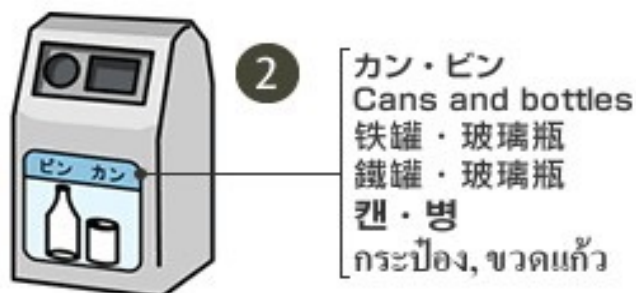 ビン カン
2
カン・ビン
Cans and bottles
铁罐・玻璃瓶
鐵罐・玻璃瓶
캔・병
กระป๋อง, ขวดแก้ว